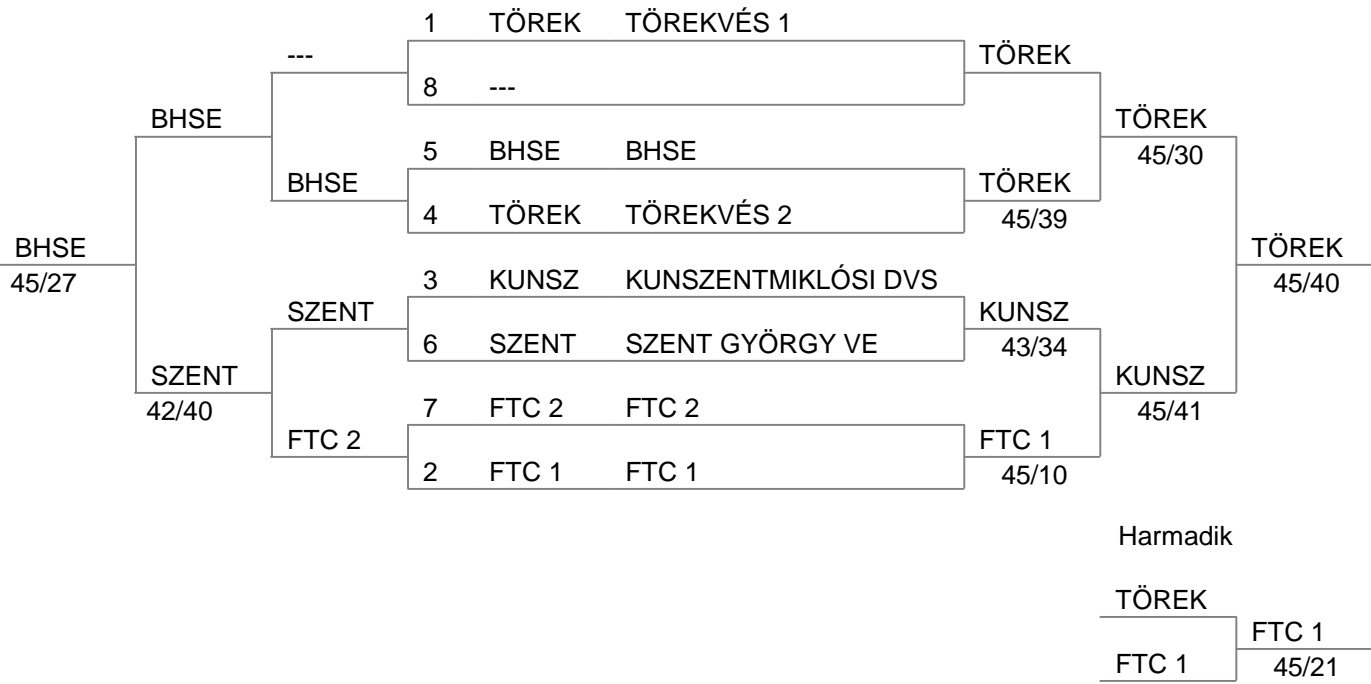 1 TÖREK TÖREKVÉS 1
--- TÖREK
8 ---
BHSE TÖREK
5 BHSE BHSE 45/30
BHSE TÖREK
4 TÖREK TÖREKVÉS 2 45/39
BHSE TÖREK
45/27 3 KUNSZ KUNSZENTMIKLÓSI DVS 45/40
SZENT KUNSZ
6 SZENT SZENT GYÖRGY VE 43/34
SZENT KUNSZ
42/40 7 FTC 2 FTC 2 45/41
FTC 2 FTC 1
2 FTC 1 FTC 1 45/10
Harmadik
TÖREK
FTC 1
FTC 1 45/21